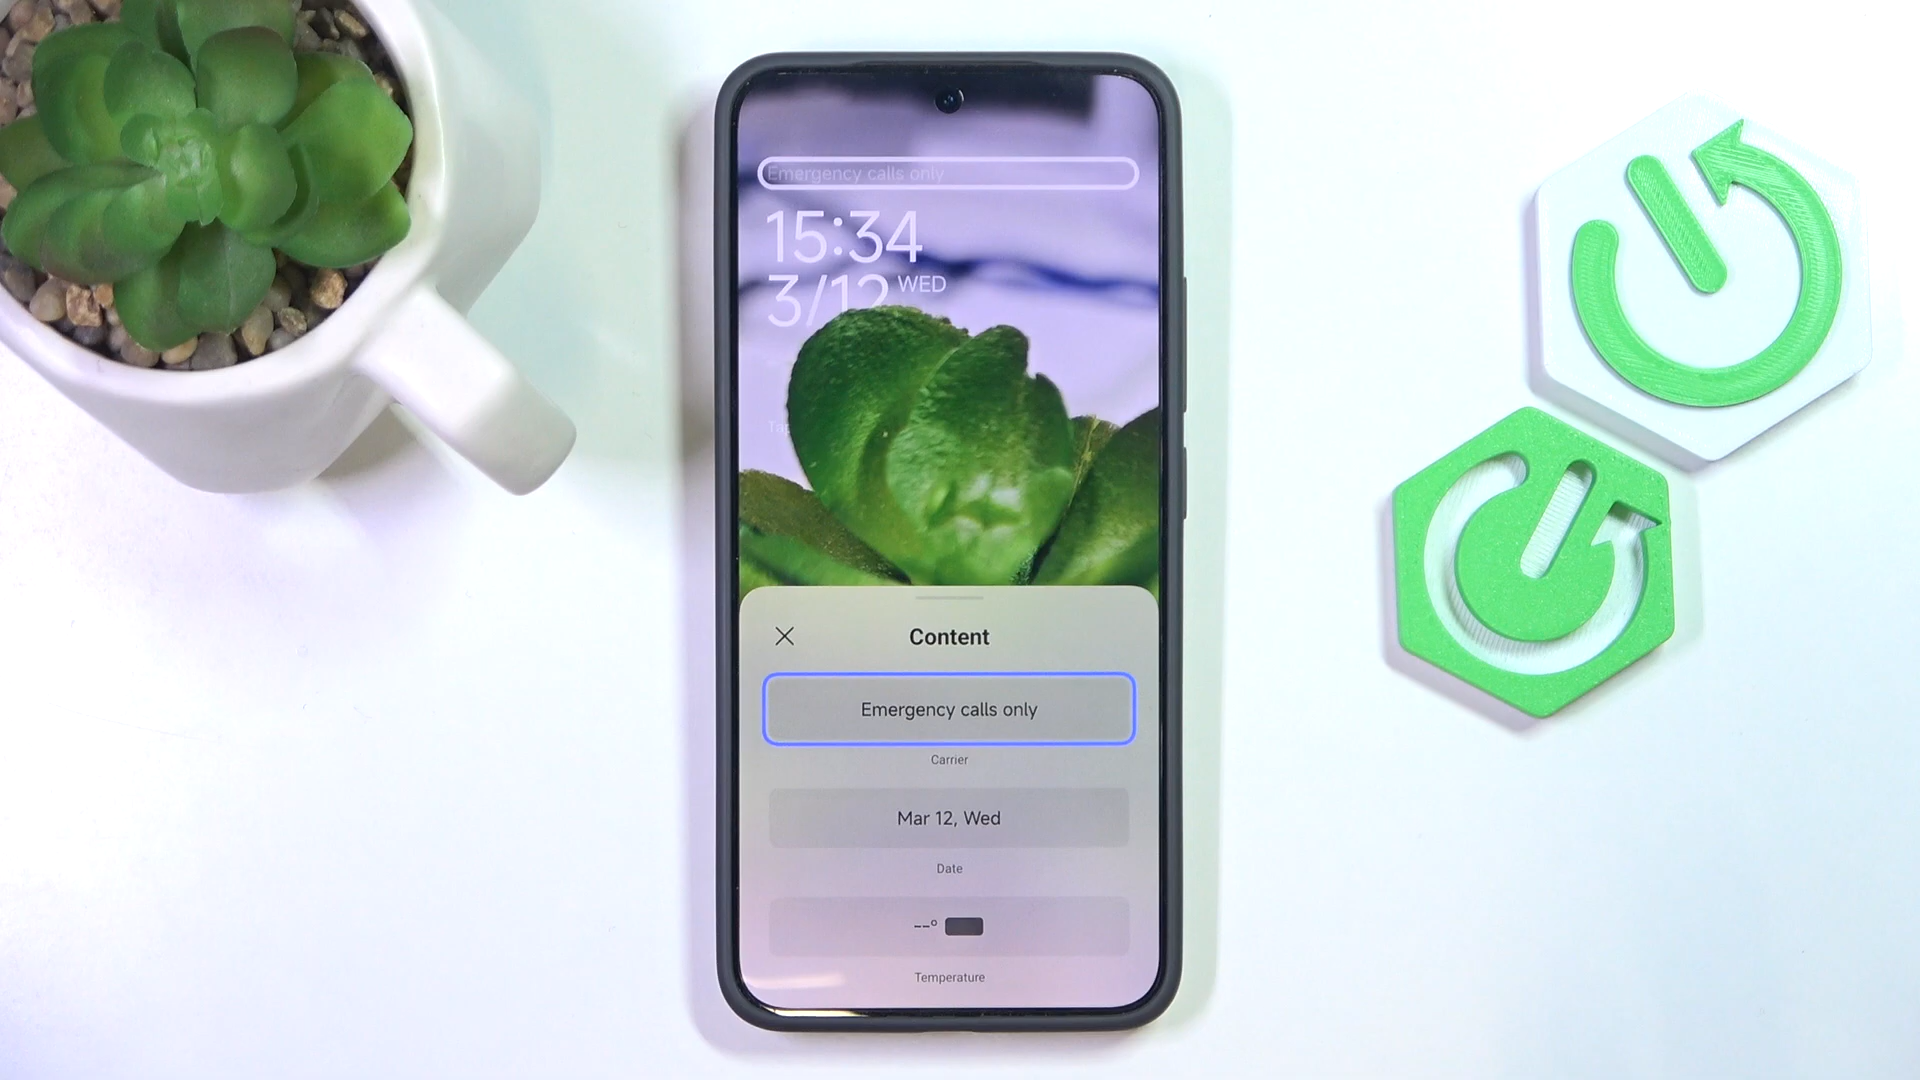 Emergency calls only
15:34
3/12 WED
Content
Emergency calls only
Carrier
Mar 12, Wed
Date
--°
Temperature